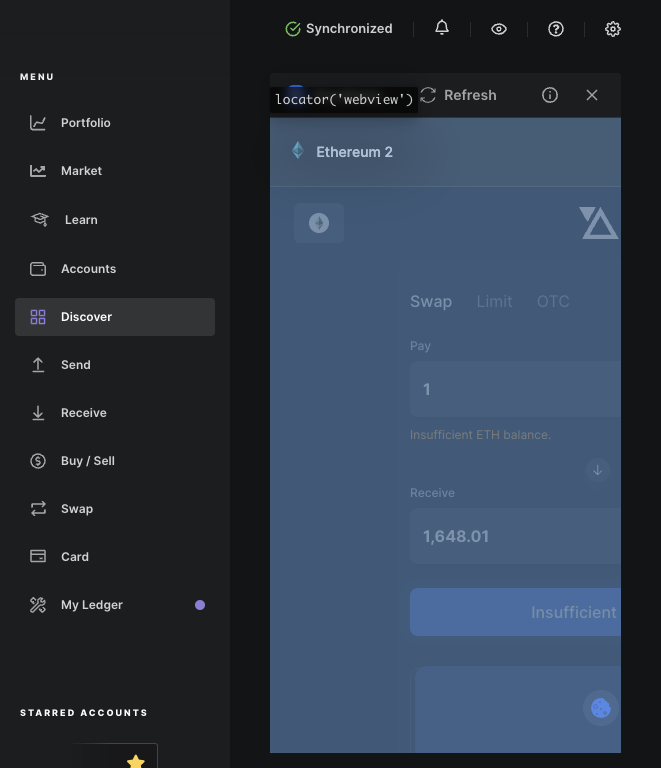 Synchronized
MENU
Portfolio
Market
Learn
Accounts
Discover
Send
Receive
Buy / Sell
Swap
Card
My Ledger
STARRED ACCOUNTS
locator('webview')
Refresh
Ethereum 2
Swap Limit OTC
Pay
1
Insufficient ETH balance.
Receive
1,648.01
Insufficient